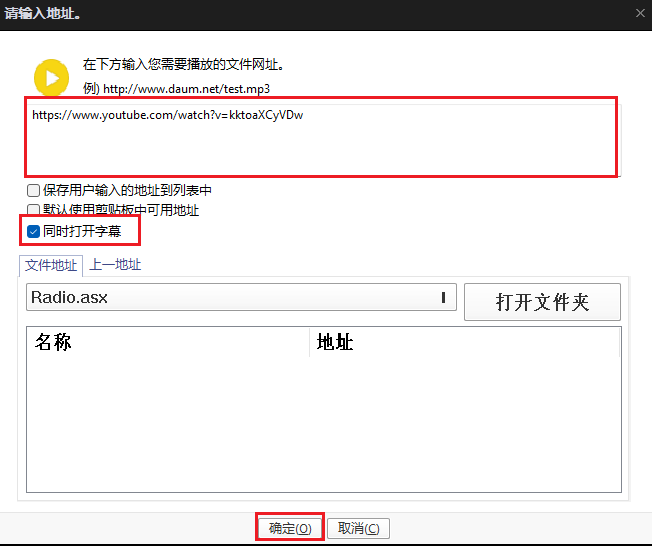 请输入地址。
在下方输入您需要播放的文件网址。
例) http://www.daum.net/test.mp3
https://www.youtube.com/watch?v=kktoaXCyVDw
保存用户输入的地址到列表中
默认使用剪贴板中可用地址
同时打开字幕
文件地址 上一地址
Radio.asx 打开文件夹
名称 地址
确定(O) 取消(C)